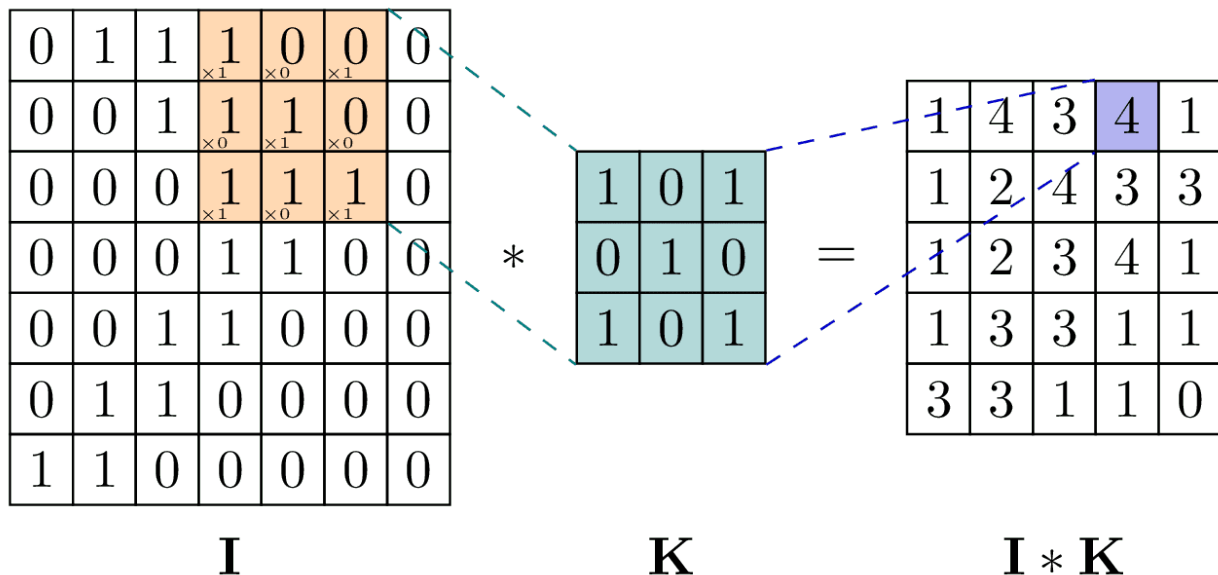 0 1 1 1 0 0 0
×1 ×0 ×1
0 0 1 1 1 0 0
×0 ×1 ×0
0 0 0 1 1 1 0
×1 ×0 ×1
0 0 0 1 1 0 0
0 0 1 1 0 0 0
0 1 1 0 0 0 0
1 1 0 0 0 0 0
I
*
1 0 1
0 1 0
1 0 1
K
=
1 4 3 4 1
1 2 4 3 3
1 2 3 4 1
1 3 3 1 1
3 3 1 1 0
I * K